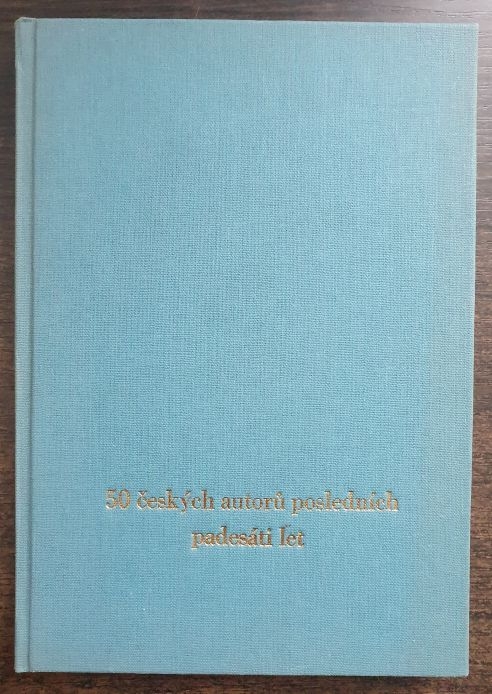 50 českých autorů posledních
padesáti let